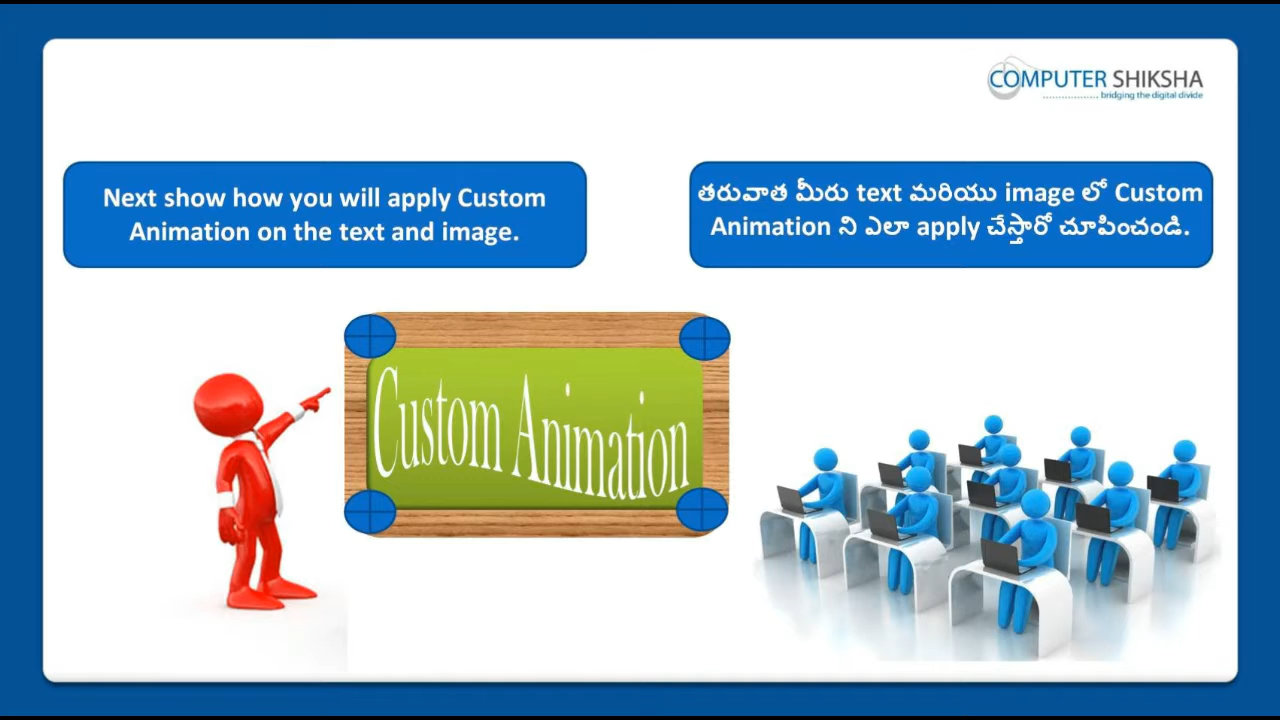 COMPUTER SHIKSHA
bridging the digital divide
Next show how you will apply Custom
Animation on the text and image.
తరువాత మీరు text మరియు image లో Custom
Animation ని ఎలా apply చేస్తారో చూపించండి.
Custom Animation